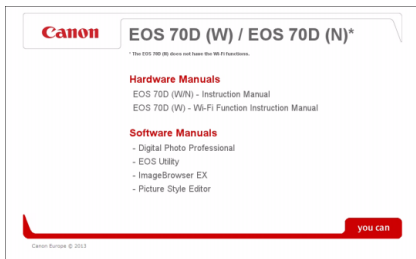 Canon
EOS 70D (W) / EOS 70D (N)*
* The EOS 70D (N) does not have the Wi-Fi functions.
Hardware Manuals
EOS 70D (W/N) - Instruction Manual
EOS 70D (W) - Wi-Fi Function Instruction Manual
Software Manuals
- Digital Photo Professional
- EOS Utility
- ImageBrowser EX
- Picture Style Editor
you can
Canon Europe © 2013